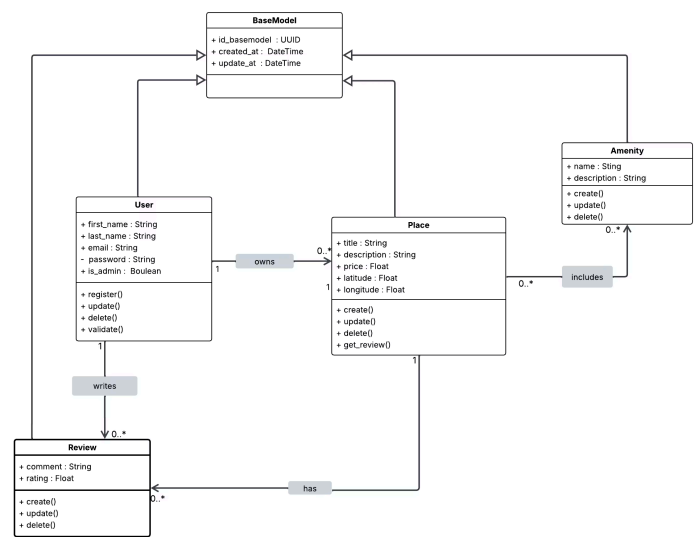 BaseModel
+ id_basemodel : UUID
+ created_at : DateTime
+ update_at : DateTime
Amenity
+ name : Sting
+ description : String
+ create()
+ update()
+ delete()
0..*
User
+ first_name : String
+ last_name : String
+ email : String
- password : String
+ is_admin : Boolean
+ register()
+ update()
+ delete()
+ validate()
1
owns
0..*
1
Place
+ title : String
+ description : String
+ price : Float
+ latitude : Float
+ longitude : Float
+ create()
+ update()
+ delete()
+ get_review()
0..*
includes
1
writes
0..*
1
Review
+ comment : String
+ rating : Float
+ create()
+ update()
+ delete()
0..*
has